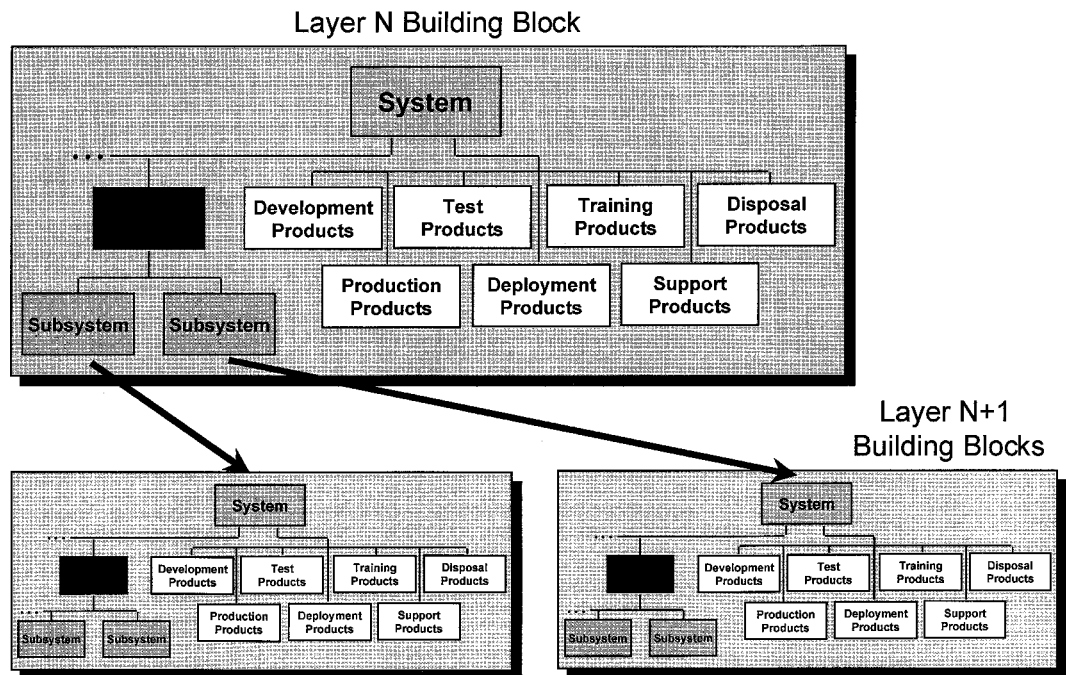 Layer N Building Block
System
...
Development
Products
Test
Products
Training
Products
Disposal
Products
Production
Products
Deployment
Products
Support
Products
Subsystem
Subsystem
Layer N+1
Building Blocks
System
....
Development
Products
Test
Products
Training
Products
Disposal
Products
Production
Products
Deployment
Products
Support
Products
....
Subsystem
Subsystem
System
....
Development
Products
Test
Products
Training
Products
Disposal
Products
Production
Products
Deployment
Products
Support
Products
....
Subsystem
Subsystem